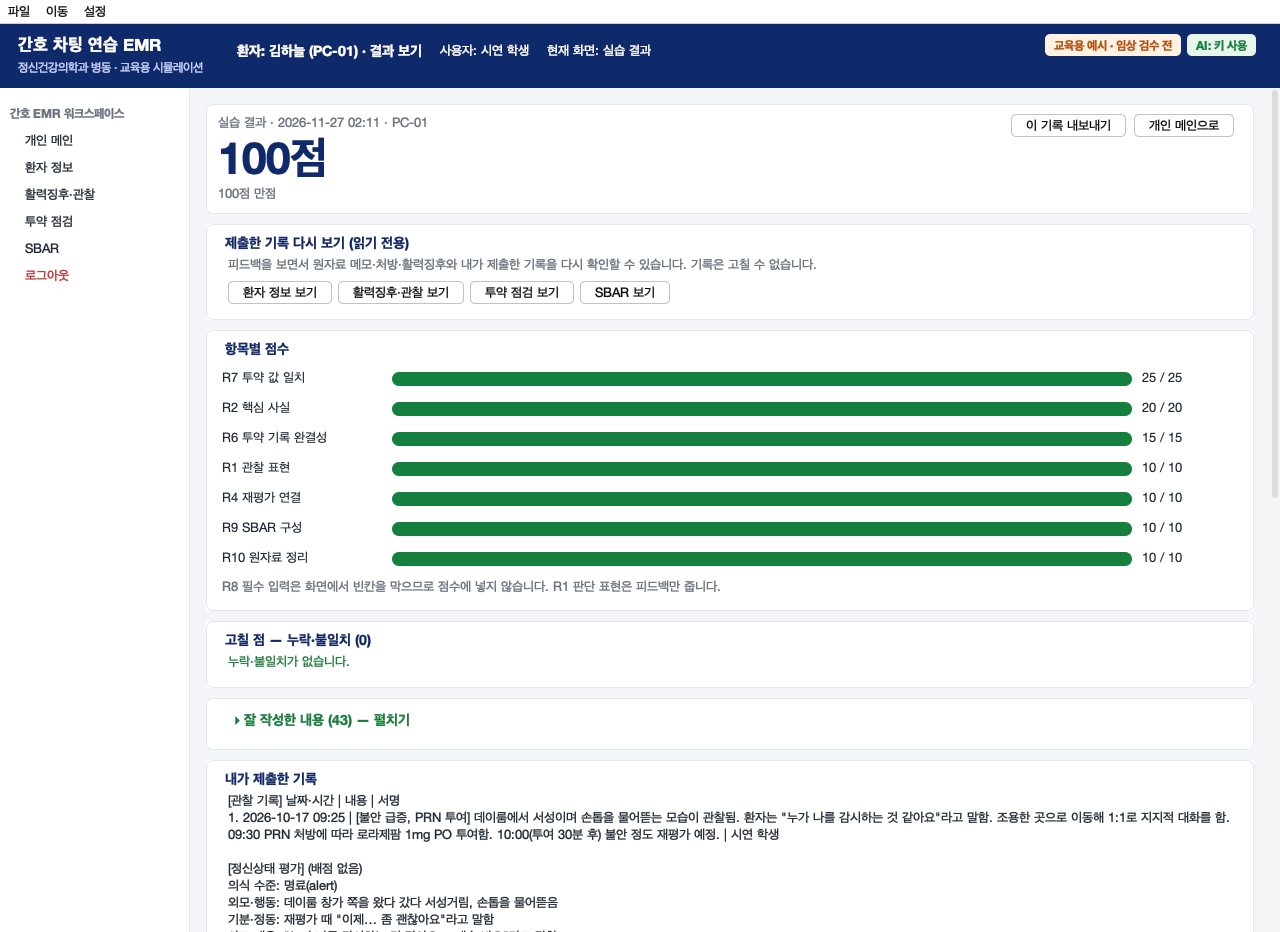 파일 이동 설정
간호 차팅 연습 EMR
정신건강의학과 병동 · 교육용 시뮬레이션
환자: 김하늘 (PC-01) · 결과 보기 사용자: 시연 학생 현재 화면: 실습 결과
교육용 예시 · 임상 검수 전 AI: 키 사용
간호 EMR 워크스페이스
개인 메인
환자 정보
활력징후·관찰
투약 점검
SBAR
로그아웃
실습 결과 · 2026-11-27 02:11 · PC-01
이 기록 내보내기 개인 메인으로
100점
100점 만점
제출한 기록 다시 보기 (읽기 전용)
피드백을 보면서 원자료 메모·처방·활력징후와 내가 제출한 기록을 다시 확인할 수 있습니다. 기록은 고칠 수 없습니다.
환자 정보 보기 활력징후·관찰 보기 투약 점검 보기 SBAR 보기
항목별 점수
R7 투약 값 일치 25 / 25
R2 핵심 사실 20 / 20
R6 투약 기록 완결성 15 / 15
R1 관찰 표현 10 / 10
R4 재평가 연결 10 / 10
R9 SBAR 구성 10 / 10
R10 원자료 정리 10 / 10
R8 필수 입력은 화면에서 빈칸을 막으므로 점수에 넣지 않습니다. R1 판단 표현은 피드백만 줍니다.
고칠 점 — 누락·불일치 (0)
누락·불일치가 없습니다.
잘 작성한 내용 (43) — 펼치기
내가 제출한 기록
[관찰 기록] 날짜·시간 | 내용 | 서명
1. 2026-10-17 09:25 | [불안 급증, PRN 투여] 데이룸에서 서성이며 손톱을 물어뜯는 모습이 관찰됨. 환자는 "누가 나를 감시하는 것 같아요"라고 말함. 조용한 곳으로 이동해 1:1로 지지적 대화를 함.
09:30 PRN 처방에 따라 로라제팜 1mg PO 투여함. 10:00(투여 30분 후) 불안 정도 재평가 예정. | 시연 학생
[정신상태 평가] (배점 없음)
의식 수준: 명료(alert)
외모·행동: 데이룸 창가 쪽을 왔다 갔다 서성거림, 손톱을 물어뜯음
기분·정동: 재평가 때 "이제... 좀 괜찮아요"라고 말함